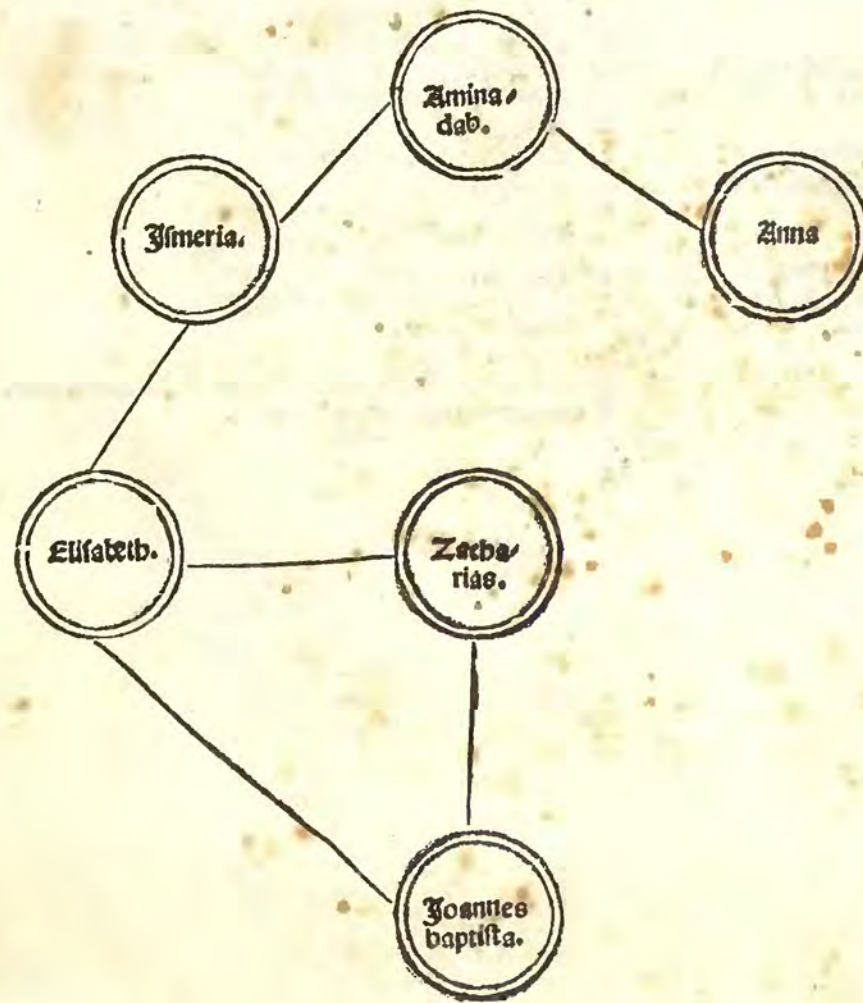 Amina⸗
dab.
Iſmeria.
Anna
Eliſabeth.
Zacha⸗
rias.
Joannes
baptiſta.